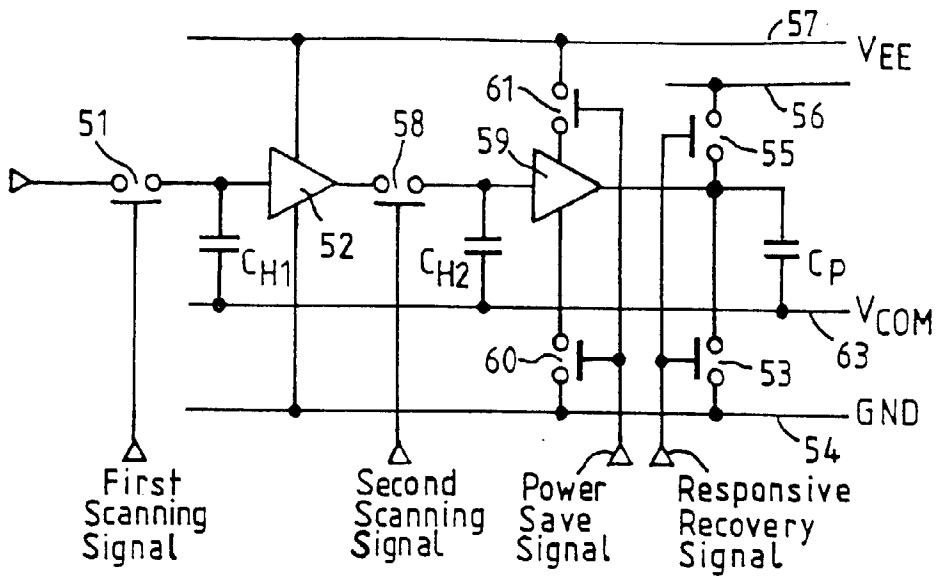 57
VEE
61
56
51
58
59
55
52
CH1
CH2
CP
VCOM
63
60
53
GND
54
First
Scanning
Signal
Second
Scanning
Signal
Power
Save
Signal
Responsive
Recovery
Signal